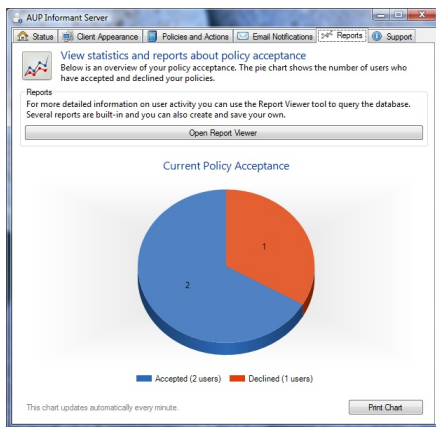 AUP Informant Server
Status Client Appearance Policies and Actions Email Notifications Reports Support
View statistics and reports about policy acceptance
Below is an overview of your policy acceptance. The pie chart shows the number of users who
have accepted and declined your policies.
Reports
For more detailed information on user activity you can use the Report Viewer tool to query the database.
Several reports are built-in and you can also create and save your own.
Open Report Viewer
Current Policy Acceptance
1
2
Accepted (2 users) Declined (1 users)
This chart updates automatically every minute. Print Chart